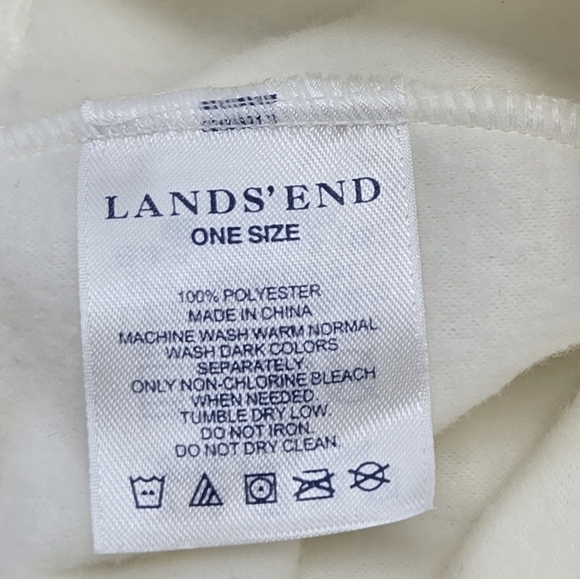 LANDS' END
ONE SIZE
100% POLYESTER
MADE IN CHINA
MACHINE WASH WARM NORMAL
WASH DARK COLORS
SEPARATELY
ONLY NON-CHLORINE BLEACH
WHEN NEEDED.
TUMBLE DRY LOW.
DO NOT IRON.
DO NOT DRY CLEAN.